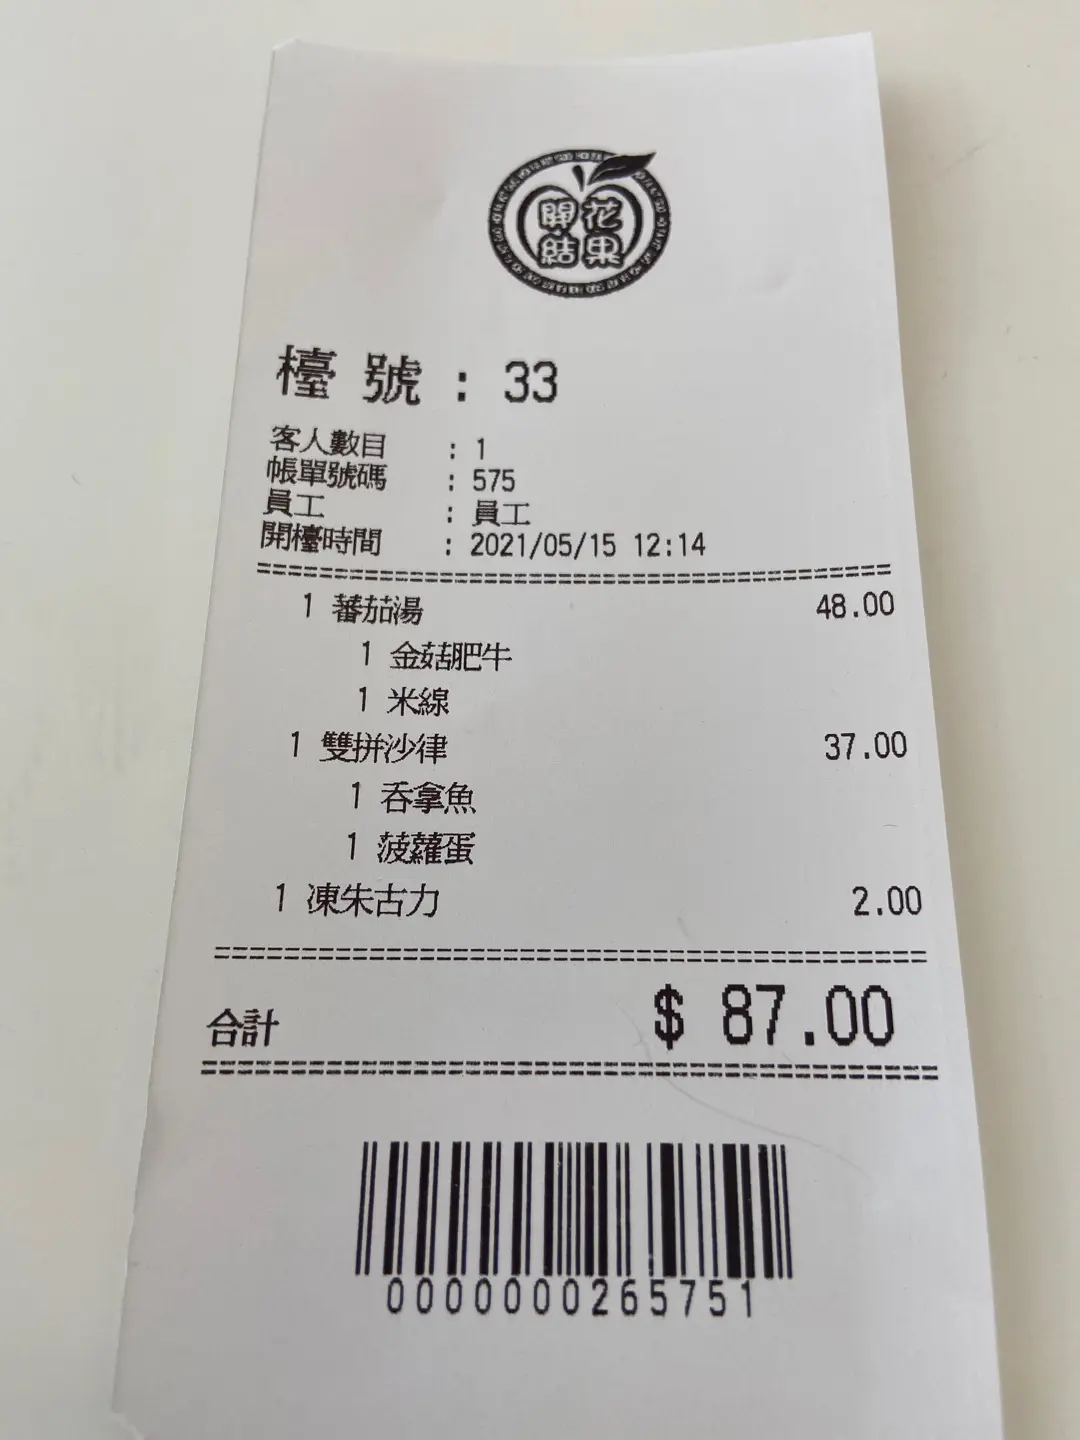 開花
結果
檯號 : 33
客人數目 : 1
帳單號碼 : 575
員工 : 員工
開檯時間 : 2021/05/15 12:14
1 蕃茄湯 48.00
1 金菇肥牛
1 米線
1 雙拼沙律 37.00
1 吞拿魚
1 菠蘿蛋
1 凍朱古力 2.00
合計 $ 87.00
0000000265751